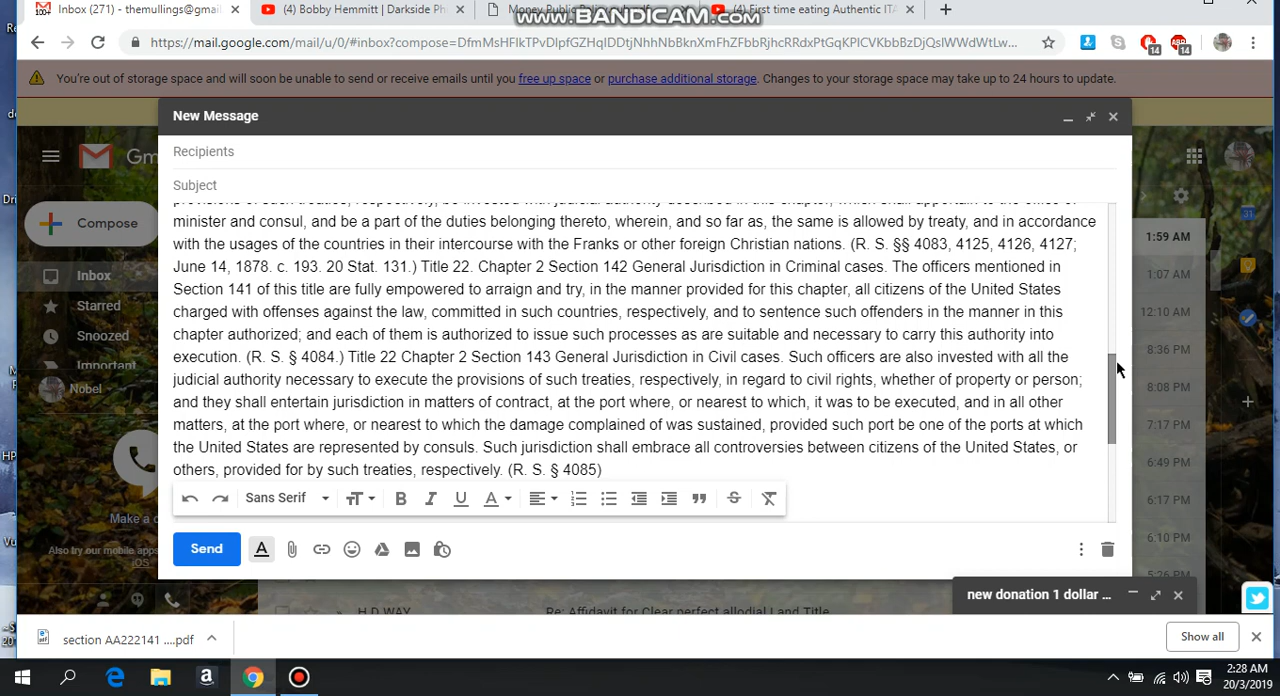 100+ Inbox (271) - themullings@gmail
(4) Bobby Hemmitt | Darkside Ph
(4) First time eating Authentic ITA
www.BANDICAM.com
https://mail.google.com/mail/u/0/#inbox?compose=
You're out of storage space and will soon be unable to send or receive emails until you free up space or purchase additional storage. Changes to your storage space may take up to 24 hours to update.
New Message
Recipients
Subject
minister and consul, and be a part of the duties belonging thereto, wherein, and so far as, the same is allowed by treaty, and in accordance
with the usages of the countries in their intercourse with the Franks or other foreign Christian nations. (R. S. §§ 4083, 4125, 4126, 4127;
June 14, 1878. c. 193. 20 Stat. 131.) Title 22. Chapter 2 Section 142 General Jurisdiction in Criminal cases. The officers mentioned in
Section 141 of this title are fully empowered to arraign and try, in the manner provided for this chapter, all citizens of the United States
charged with offenses against the law, committed in such countries, respectively, and to sentence such offenders in the manner in this
chapter authorized; and each of them is authorized to issue such processes as are suitable and necessary to carry this authority into
execution. (R. S. § 4084.) Title 22 Chapter 2 Section 143 General Jurisdiction in Civil cases. Such officers are also invested with all the
judicial authority necessary to execute the provisions of such treaties, respectively, in regard to civil rights, whether of property or person;
and they shall entertain jurisdiction in matters of contract, at the port where, or nearest to which, it was to be executed, and in all other
matters, at the port where, or nearest to which the damage complained of was sustained, provided such port be one of the ports at which
the United States are represented by consuls. Such jurisdiction shall embrace all controversies between citizens of the United States, or
others, provided for by such treaties, respectively. (R. S. § 4085)
Sans Serif
Send
Compose
Inbox
Starred
Snoozed
Important
Nobel
Make a c
Also try our mobile apps
iOS
1:59 AM
1:07 AM
12:10 AM
8:36 PM
8:08 PM
7:17 PM
6:49 PM
6:17 PM
6:10 PM
5:26 PM
14
14
31
new donation 1 dollar ...
H.D.WAY
Re: Affidavit for Clear perfect allodial Land Title
section AA222141 ....pdf
Show all
2:28 AM
20/3/2019